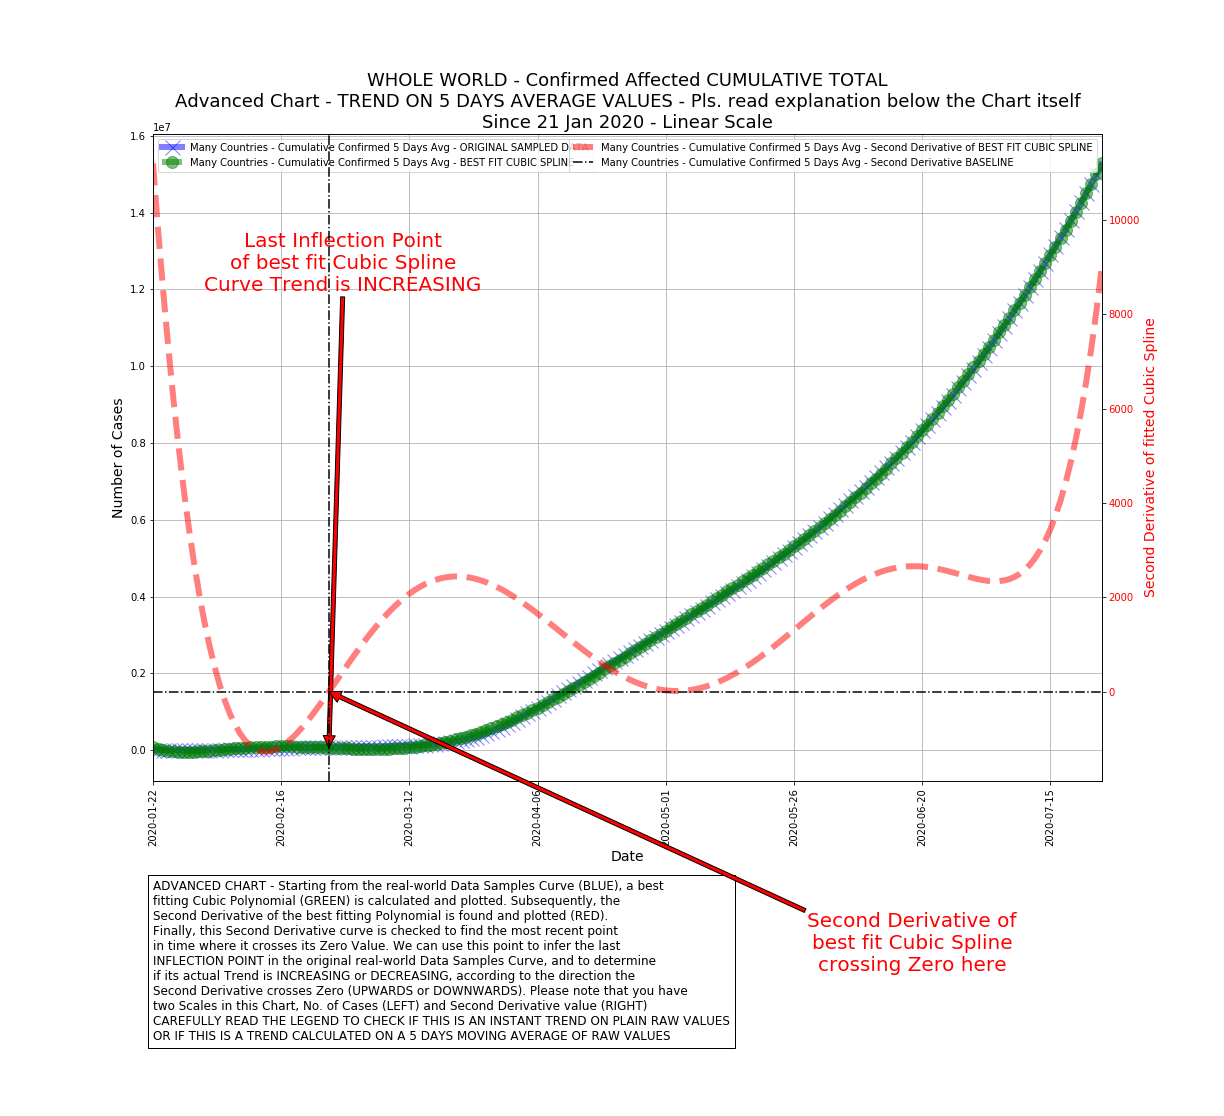 WHOLE WORLD - Confirmed Affected CUMULATIVE TOTAL
Advanced Chart - TREND ON 5 DAYS AVERAGE VALUES - Pls. read explanation below the Chart itself
Since 21 Jan 2020 - Linear Scale
1e7
Many Countries - Cumulative Confirmed 5 Days Avg - ORIGINAL SAMPLED DATA
Many Countries - Cumulative Confirmed 5 Days Avg - BEST FIT CUBIC SPLIN
Many Countries - Cumulative Confirmed 5 Days Avg - Second Derivative of BEST FIT CUBIC SPLINE
Many Countries - Cumulative Confirmed 5 Days Avg - Second Derivative BASELINE
Last Inflection Point
of best fit Cubic Spline
Curve Trend is INCREASING
Number of Cases
1.6
1.4
1.2
1.0
0.8
0.6
0.4
0.2
0.0
10000
8000
6000
4000
2000
0
Second Derivative of fitted Cubic Spline
2020-01-22
2020-02-16
2020-03-12
2020-04-06
2020-05-01
2020-05-26
2020-06-20
2020-07-15
Date
ADVANCED CHART - Starting from the real-world Data Samples Curve (BLUE), a best
fitting Cubic Polynomial (GREEN) is calculated and plotted. Subsequently, the
Second Derivative of the best fitting Polynomial is found and plotted (RED).
Finally, this Second Derivative curve is checked to find the most recent point
in time where it crosses its Zero Value. We can use this point to infer the last
INFLECTION POINT in the original real-world Data Samples Curve, and to determine
if its actual Trend is INCREASING or DECREASING, according to the direction the
Second Derivative crosses Zero (UPWARDS or DOWNWARDS). Please note that you have
two Scales in this Chart, No. of Cases (LEFT) and Second Derivative value (RIGHT)
CAREFULLY READ THE LEGEND TO CHECK IF THIS IS AN INSTANT TREND ON PLAIN RAW VALUES
OR IF THIS IS A TREND CALCULATED ON A 5 DAYS MOVING AVERAGE OF RAW VALUES
Second Derivative of
best fit Cubic Spline
crossing Zero here